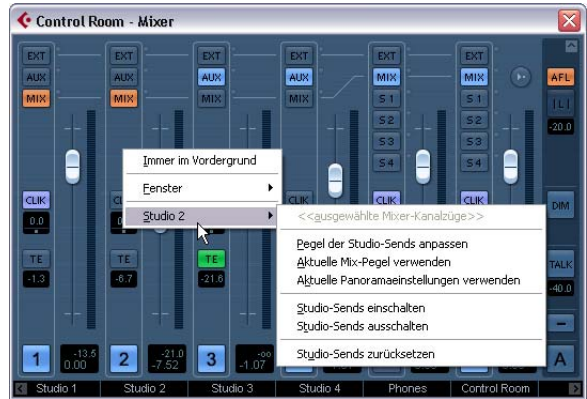 Control Room - Mixer
EXT EXT EXT EXT EXT EXT
AUX AUX AUX AUX MIX MIX AFL
MIX MIX MIX MIX S 1 S 1
S 2 S 2 -20.0
S 3 S 3
S 4 S 4
Immer im Vordergrund
Fenster
Studio 2
<<ausgewählte Mixer-Kanalzüge>>
Pegel der Studio-Sends anpassen
Aktuelle Mix-Pegel verwenden
Aktuelle Panoramaeinstellungen verwenden
Studio-Sends einschalten
Studio-Sends ausschalten
Studio-Sends zurücksetzen
CLIK CLIK CLIK CLIK DIM
0.0
TE TE TE TALK
-1.3 -6.7 -21.6 -40.0
1 -13.5 0.00 2 -21.0 -7.52 3 -oo -1.07 A
Studio 1 Studio 2 Studio 3 Studio 4 Phones Control Room